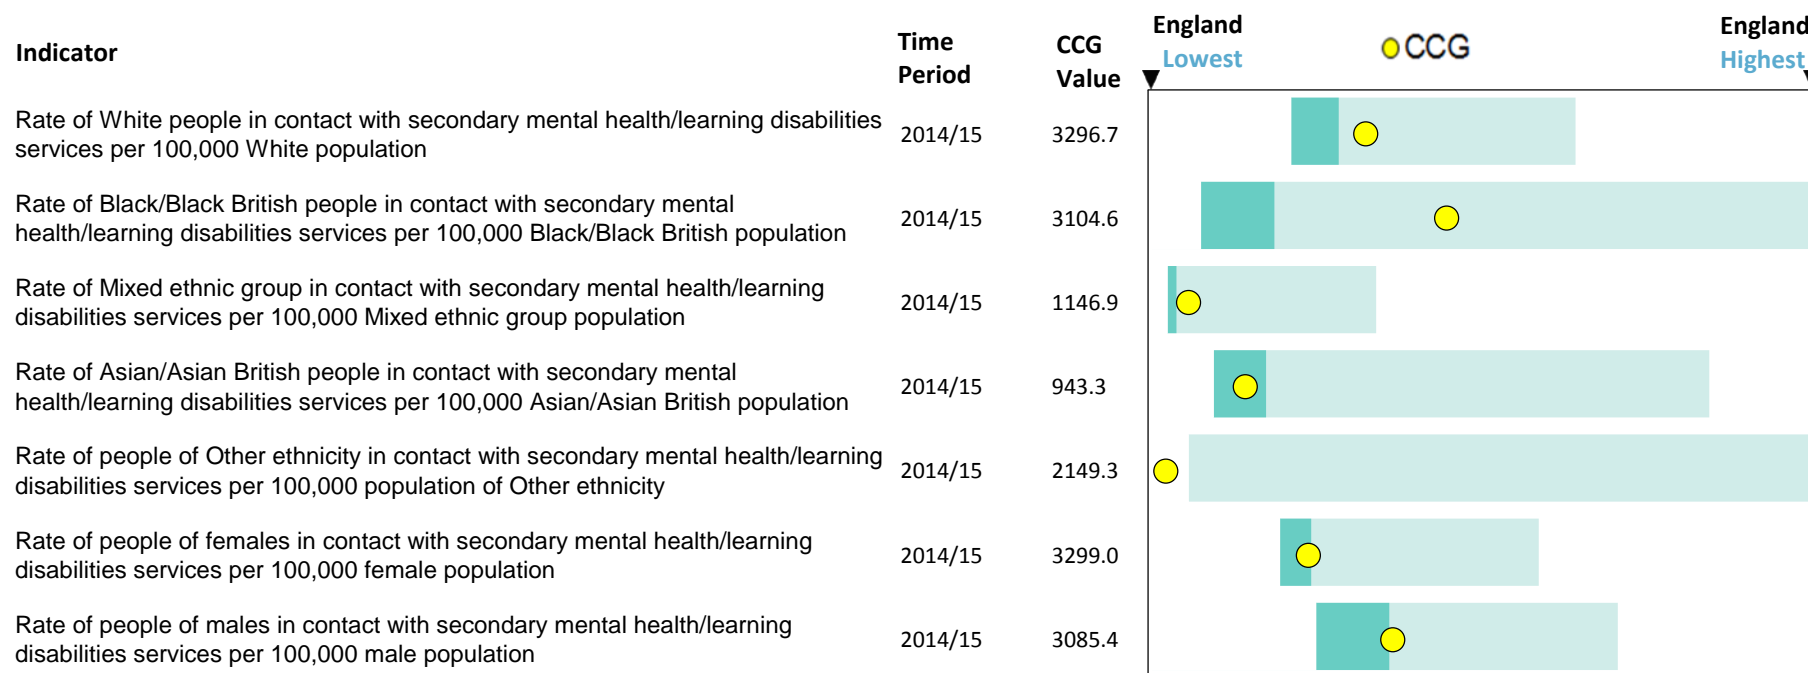 Indicator
Time Period
CCG Value
England Lowest
CCG
England Highest
Rate of White people in contact with secondary mental health/learning disabilities
services per 100,000 White population
2014/15
3296.7
Rate of Black/Black British people in contact with secondary mental
health/learning disabilities services per 100,000 Black/Black British population
2014/15
3104.6
Rate of Mixed ethnic group in contact with secondary mental health/learning
disabilities services per 100,000 Mixed ethnic group population
2014/15
1146.9
Rate of Asian/Asian British people in contact with secondary mental
health/learning disabilities services per 100,000 Asian/Asian British population
2014/15
943.3
Rate of people of Other ethnicity in contact with secondary mental health/learning
disabilities services per 100,000 population of Other ethnicity
2014/15
2149.3
Rate of people of females in contact with secondary mental health/learning
disabilities services per 100,000 female population
2014/15
3299.0
Rate of people of males in contact with secondary mental health/learning
disabilities services per 100,000 male population
2014/15
3085.4